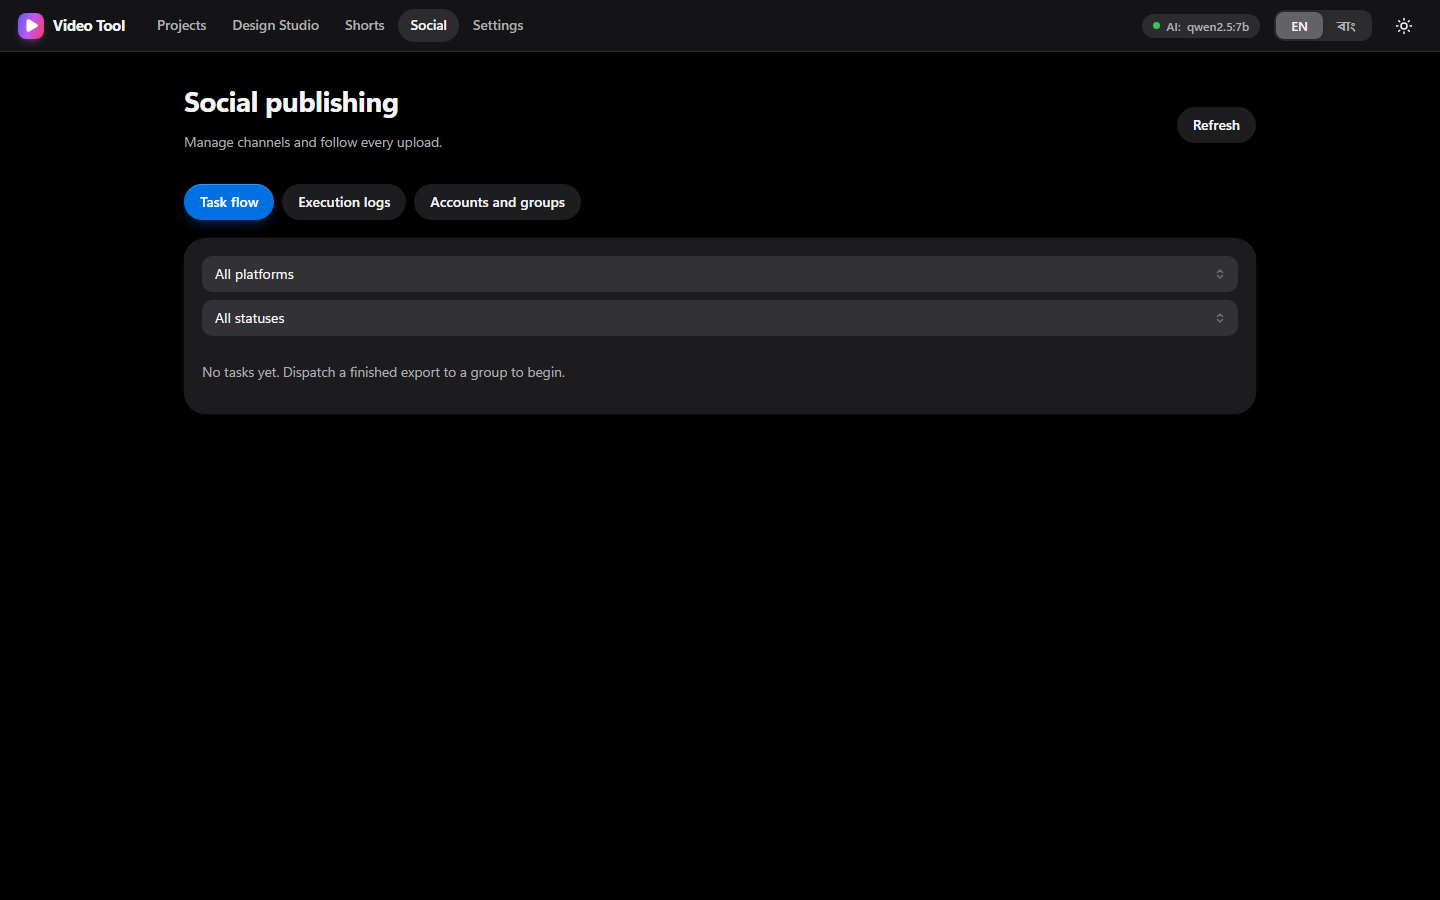 Video Tool
Projects
Design Studio
Shorts
Social
Settings
AI: qwen2.5:7b
EN
বাং
Social publishing
Manage channels and follow every upload.
Refresh
Task flow
Execution logs
Accounts and groups
All platforms
All statuses
No tasks yet. Dispatch a finished export to a group to begin.